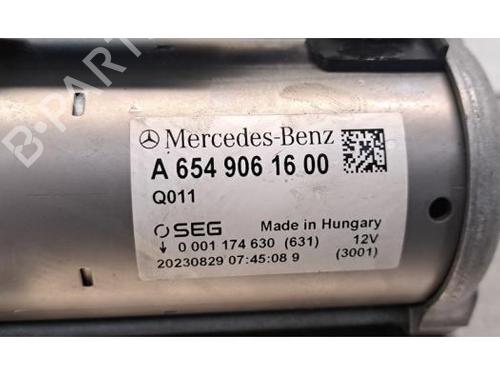 B-PARTS
Mercedes-Benz
A 654 906 16 00
Q011
SEG Made in Hungary
↓ 0 001 174 630 (631) 12V
20230829 07:45:08 9 (3001)